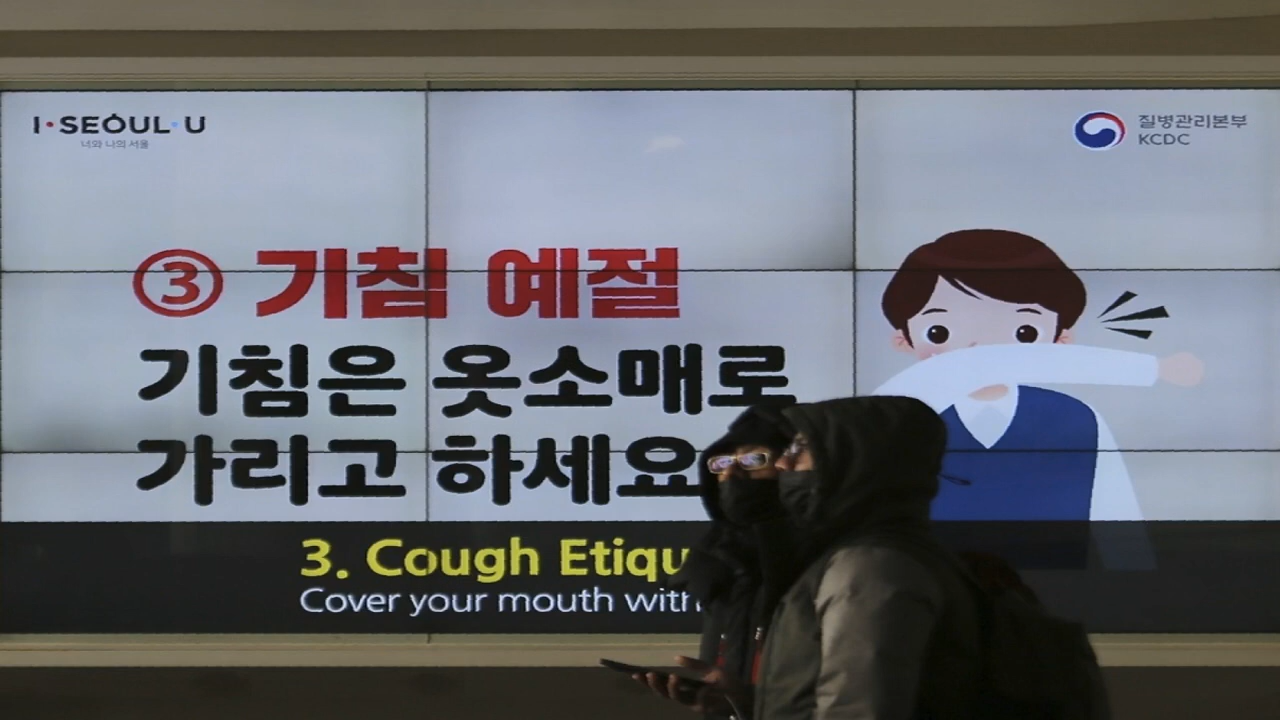 I·SEOUL·U
너와 나의 서울
질병관리본부
KCDC
③ 기침 예절
기침은 옷소매로
가리고 하세요
3. Cough Etiqu
Cover your mouth with